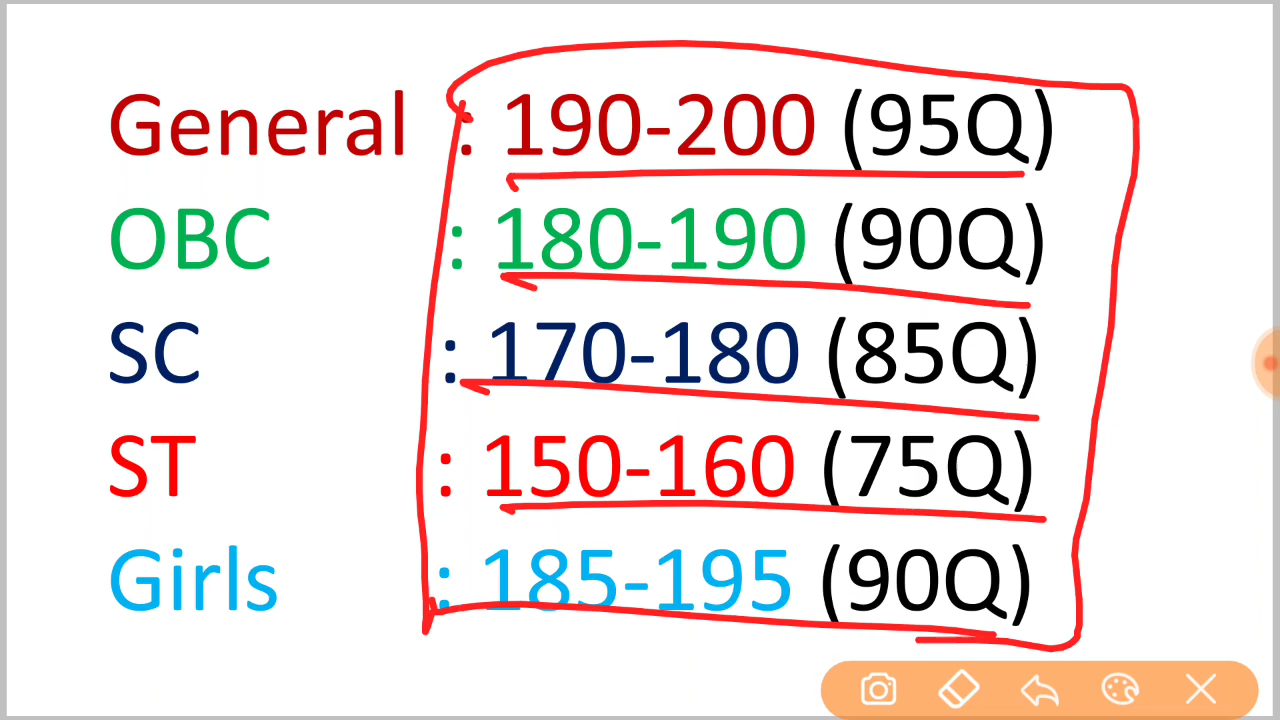 General : 190-200 (95Q)
OBC : 180-190 (90Q)
SC : 170-180 (85Q)
ST : 150-160 (75Q)
Girls : 185-195 (90Q)